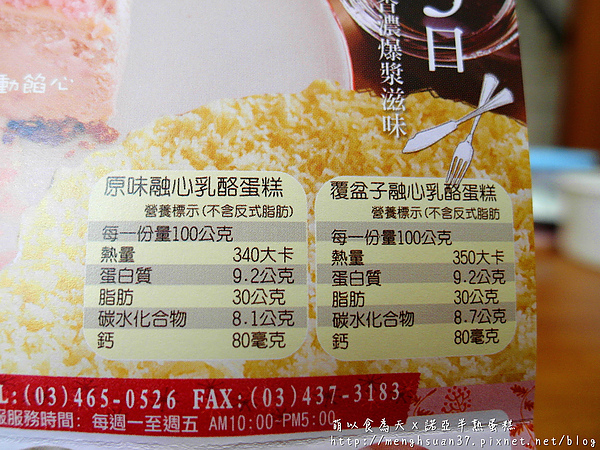 動餡心
香濃爆漿滋味
日
原味融心乳酪蛋糕
營養標示(不含反式脂肪)
每一份量100公克
熱量 340大卡
蛋白質 9.2公克
脂肪 30公克
碳水化合物 8.1公克
鈣 80毫克
覆盆子融心乳酪蛋糕
營養標示(不含反式脂肪
每一份量100公克
熱量 350大卡
蛋白質 9.2公克
脂肪 30公克
碳水化合物 8.7公克
鈣 80毫克
L:(03)465-0526 FAX:(03)437-3183
服服務時間: 每週一至週五 AM10:00~PM5:00
萌以食為天 x 諾亞半熟蛋糕
http://menghsuan37.pixnet.net/blog